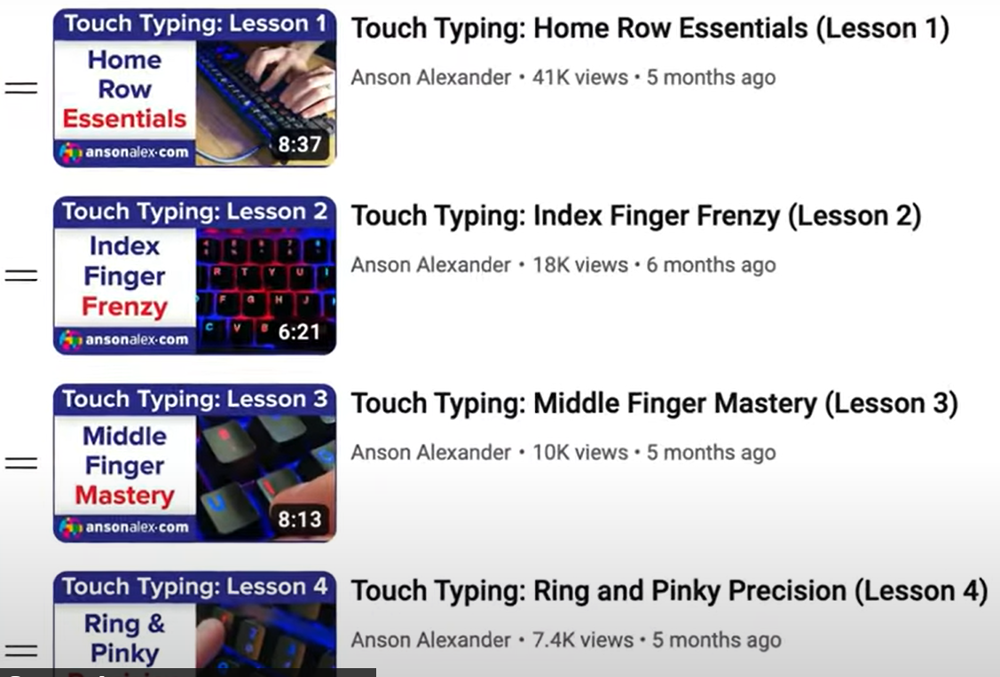 Touch Typing: Lesson 1
Home
Row
Essentials
ansonalex.com
8:37
Touch Typing: Home Row Essentials (Lesson 1)
Anson Alexander • 41K views • 5 months ago
Touch Typing: Lesson 2
Index
Finger
Frenzy
ansonalex.com
R T Y U I
F G H J
C V B
6:21
Touch Typing: Index Finger Frenzy (Lesson 2)
Anson Alexander • 18K views • 6 months ago
Touch Typing: Lesson 3
Middle
Finger
Mastery
ansonalex.com
U
8:13
Touch Typing: Middle Finger Mastery (Lesson 3)
Anson Alexander • 10K views • 5 months ago
Touch Typing: Lesson 4
Ring &
Pinky
Touch Typing: Ring and Pinky Precision (Lesson 4)
Anson Alexander • 7.4K views • 5 months ago